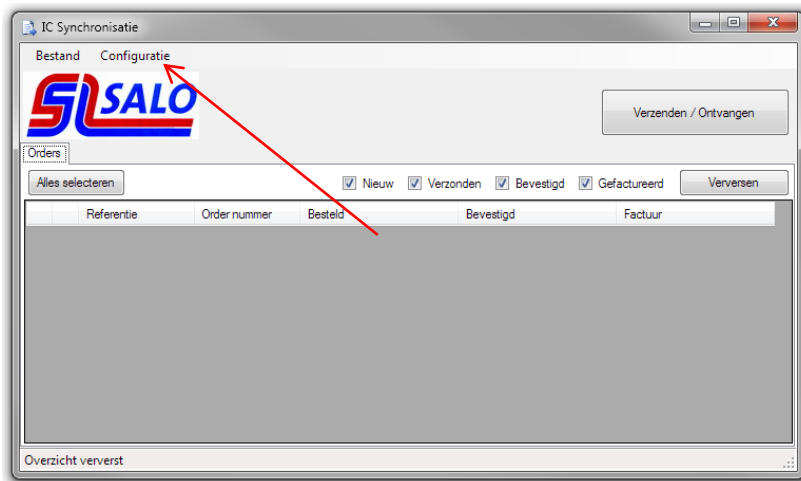 IC Synchronisatie
Bestand Configuratie
SL SALO
Verzenden / Ontvangen
Orders
Alles selecteren Nieuw Verzonden Bevestigd Gefactureerd Verversen
Referentie Order nummer Besteld Bevestigd Factuur
Overzicht ververst